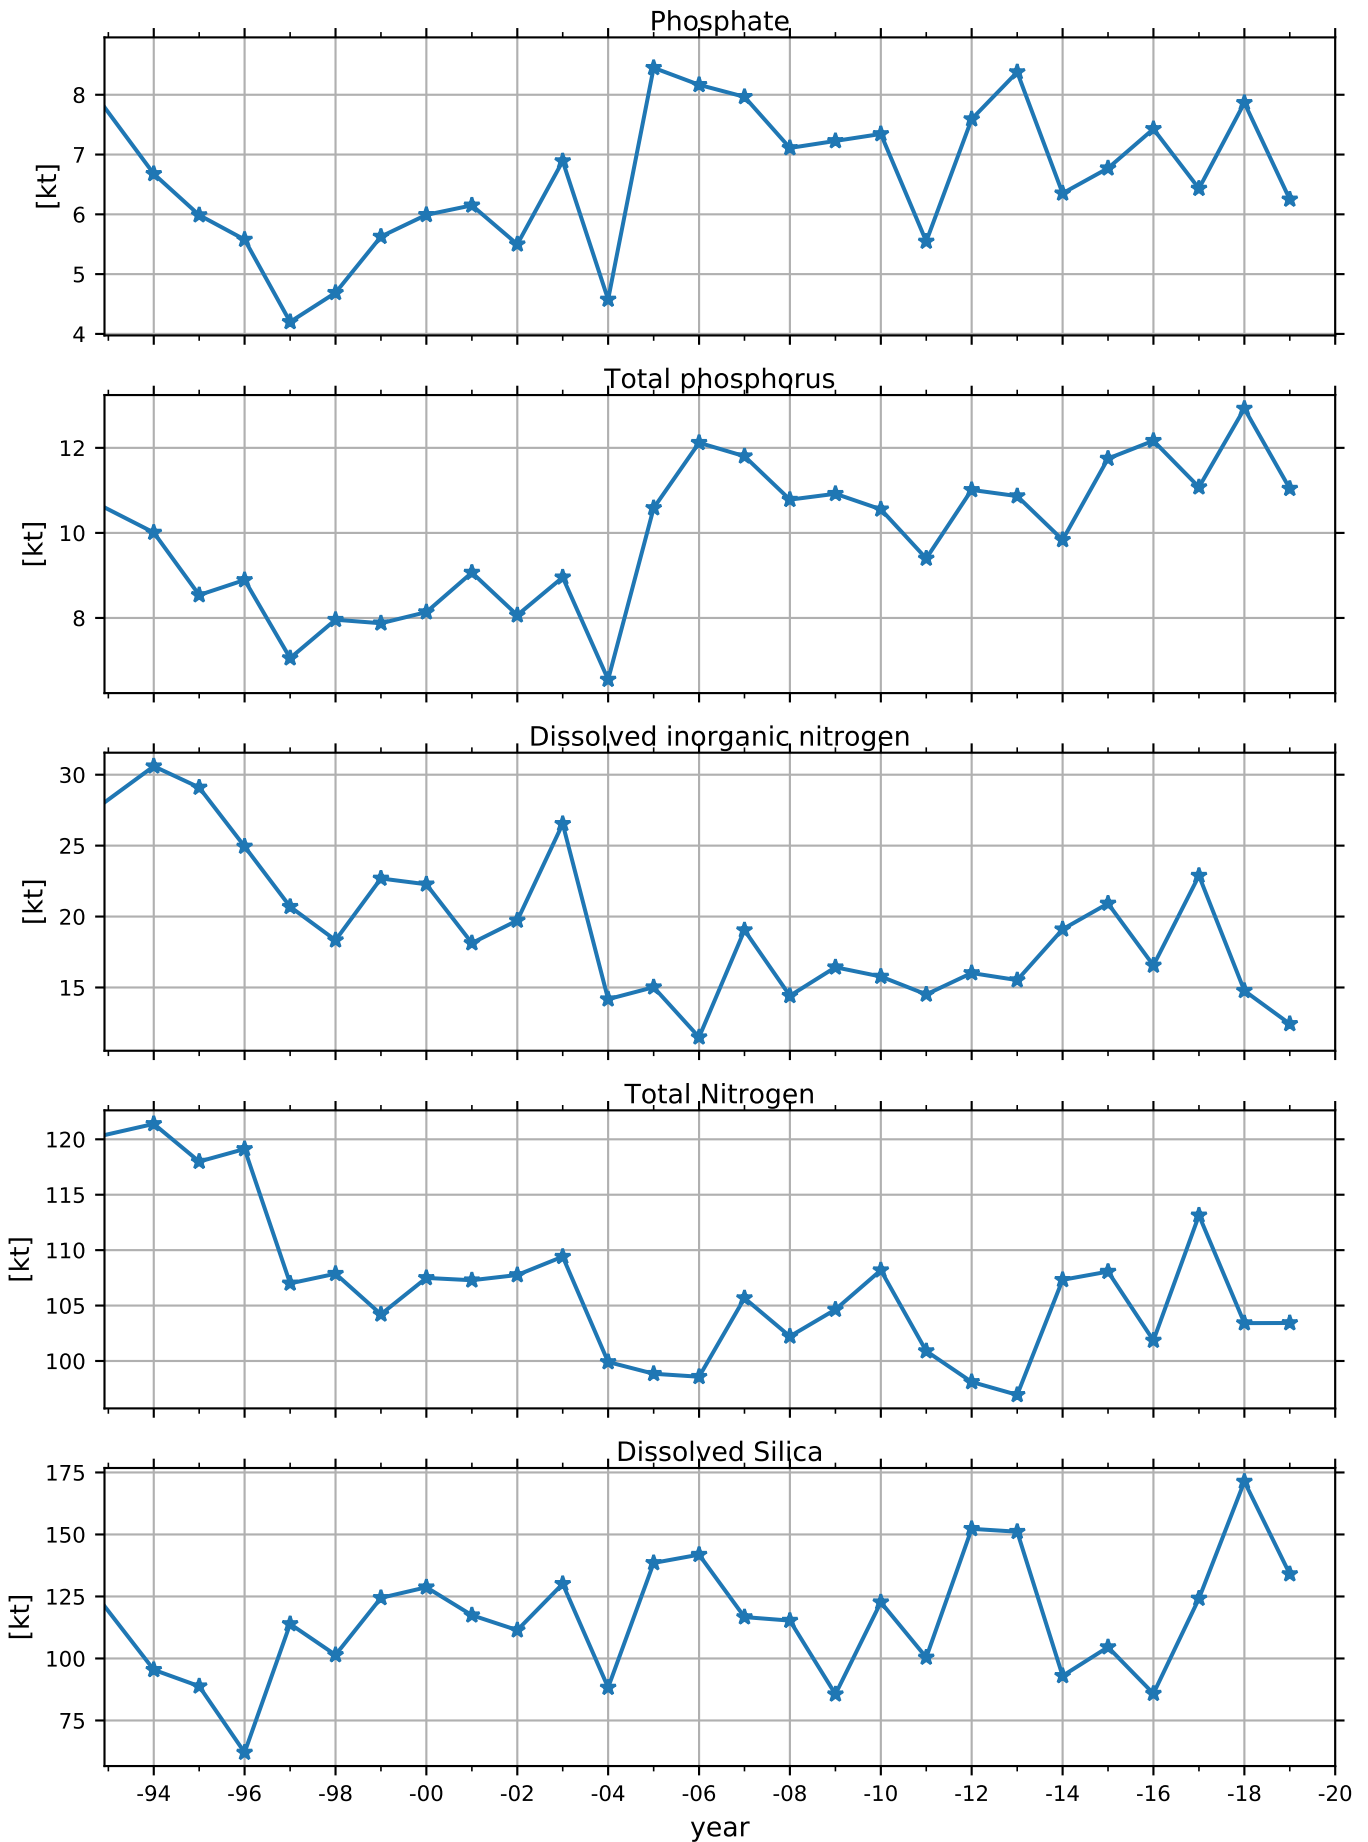 Phosphate
8
7
6
5
4
[kt]
Total phosphorus
12
10
8
[kt]
Dissolved inorganic nitrogen
30
25
20
15
[kt]
Total Nitrogen
120
115
110
105
100
[kt]
Dissolved Silica
175
150
125
100
75
[kt]
-94 -96 -98 -00 -02 -04 -06 -08 -10 -12 -14 -16 -18 -20
year